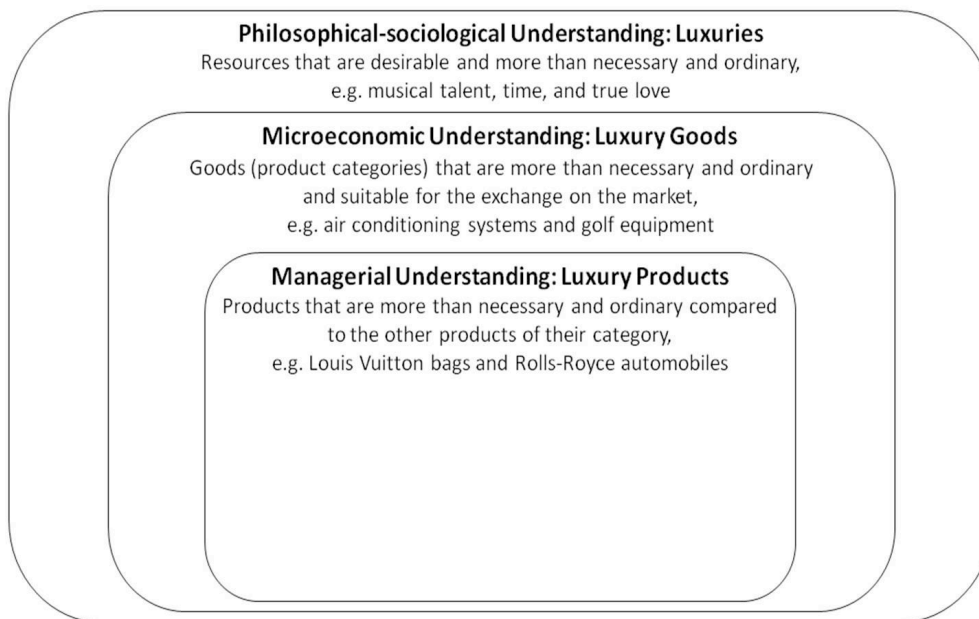 Philosophical-sociological Understanding: Luxuries
Resources that are desirable and more than necessary and ordinary,
e.g. musical talent, time, and true love
Microeconomic Understanding: Luxury Goods
Goods (product categories) that are more than necessary and ordinary
and suitable for the exchange on the market,
e.g. air conditioning systems and golf equipment
Managerial Understanding: Luxury Products
Products that are more than necessary and ordinary compared
to the other products of their category,
e.g. Louis Vuitton bags and Rolls-Royce automobiles